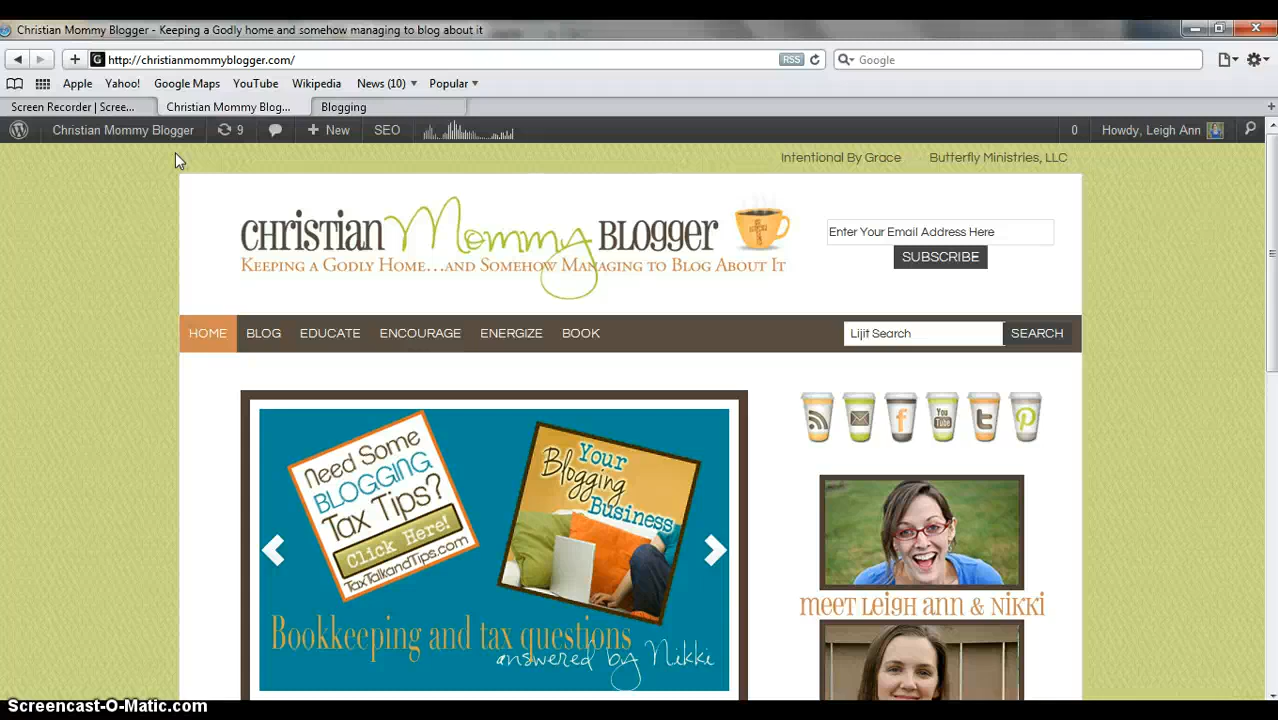 Christian Mommy Blogger - Keeping a Godly home and somehow managing to blog about it
G http://christianmommyblogger.com/ RSS Google
Apple Yahoo! Google Maps YouTube Wikipedia News (10) Popular
Screen Recorder | Scree... Christian Mommy Blog... Blogging
Christian Mommy Blogger 9 New SEO 0 Howdy, Leigh Ann
Intentional By Grace Butterfly Ministries, LLC
CHRISTIAN Mommy BLOGGER
KEEPING A GODLY HOME...AND SOMEHOW MANAGING TO BLOG ABOUT IT
Enter Your Email Address Here
SUBSCRIBE
HOME BLOG EDUCATE ENCOURAGE ENERGIZE BOOK Lijit Search SEARCH
Need Some
BLOGGING
Tax Tips?
Click Here!
TaxTalkandTips.com
Your
Blogging
Business
Bookkeeping and tax questions
answered by Nikki
f You Tube t P
meet Leigh Ann & Nikki
Screencast-O-Matic.com